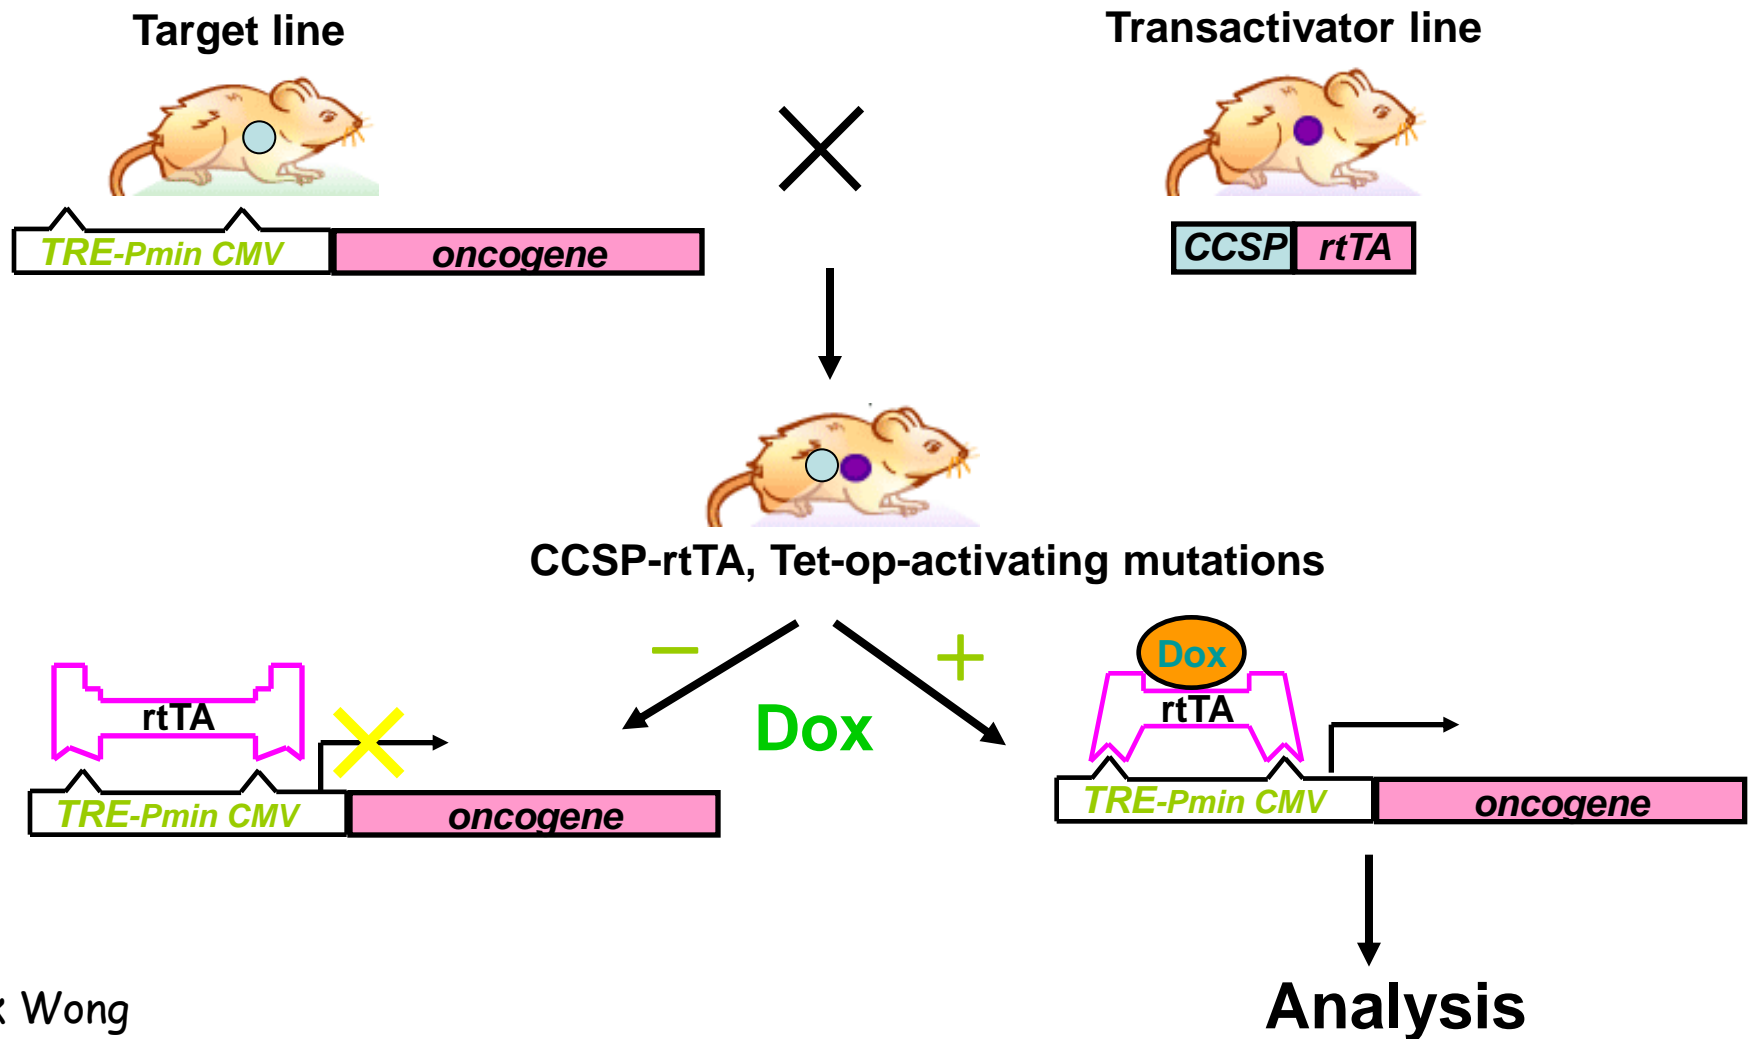 Target line
Transactivator line
TRE-Pmin CMV oncogene
CCSP rtTA
CCSP-rtTA, Tet-op-activating mutations
− +
Dox
rtTA
TRE-Pmin CMV oncogene
Dox
rtTA
TRE-Pmin CMV oncogene
Analysis
Wong